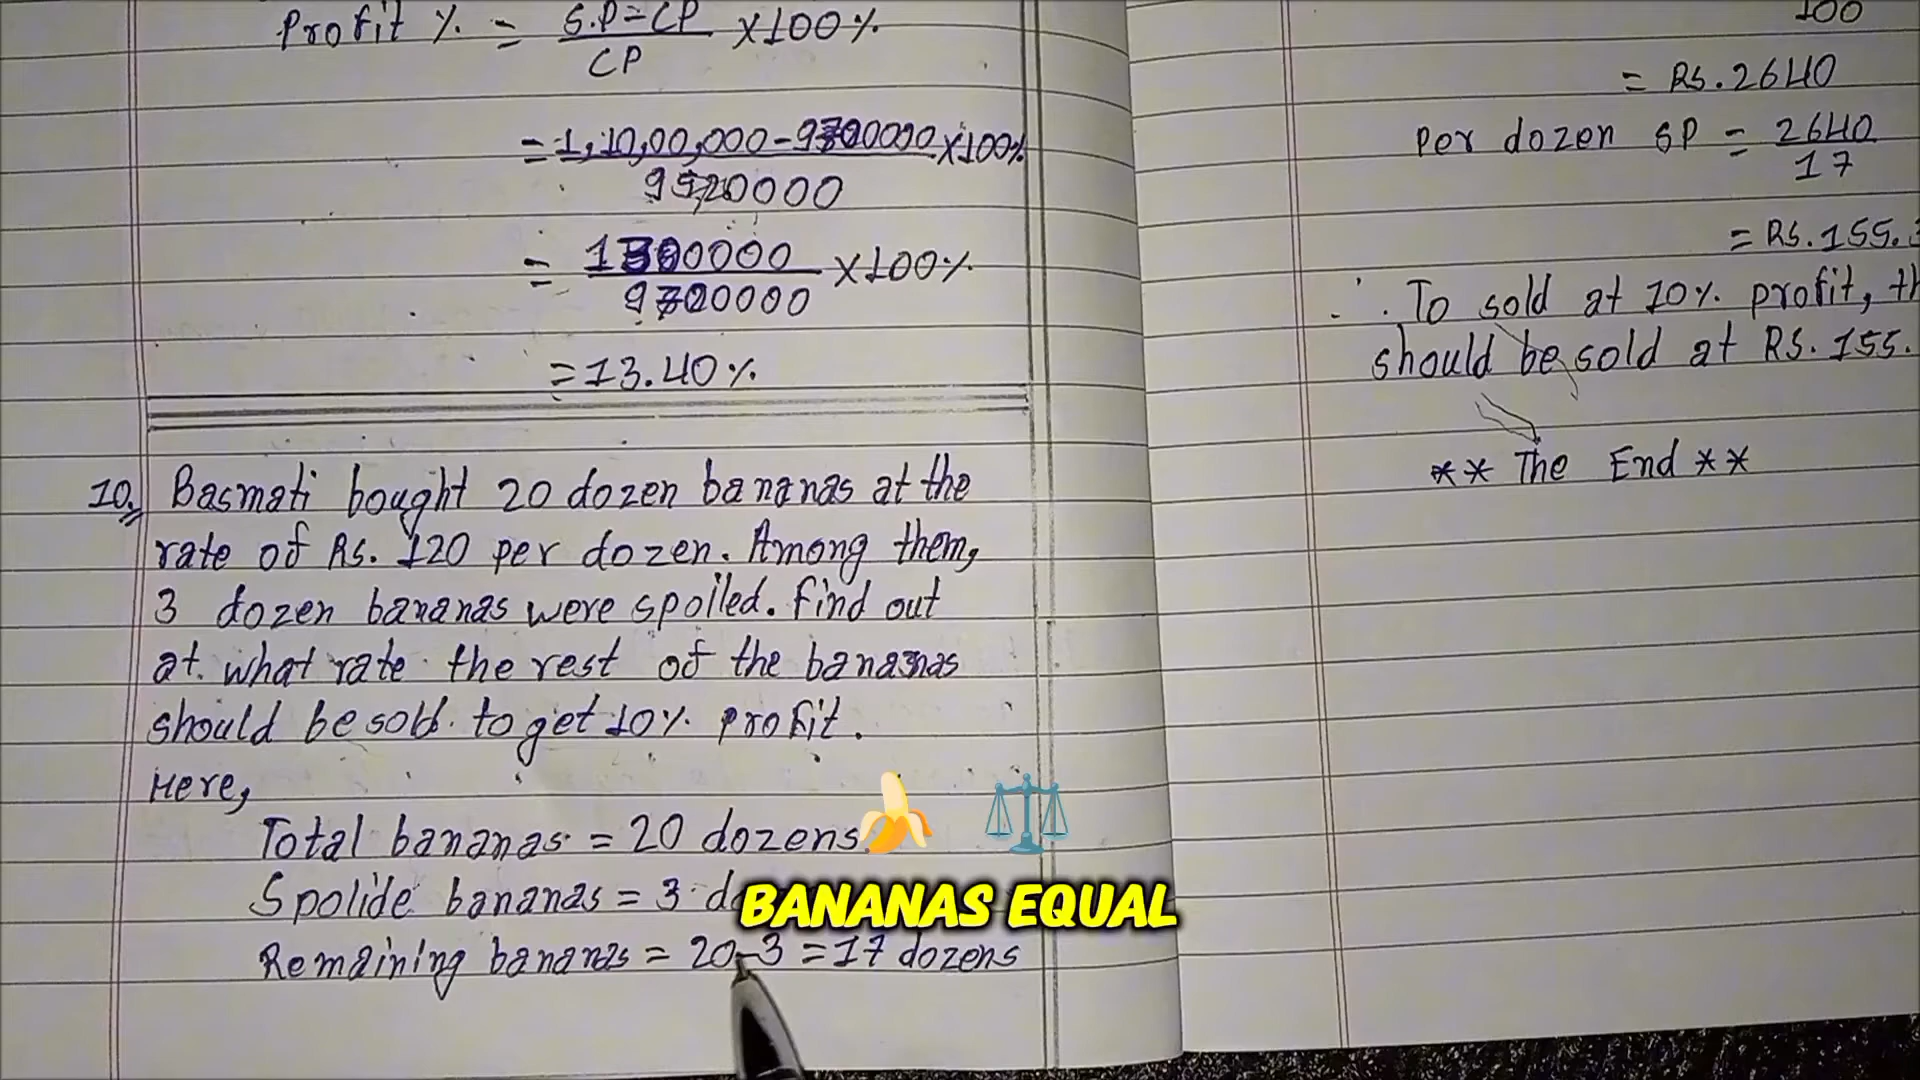 Profit % = S.P=CP/CP ×100%
= 1,10,00,000-9700000/9520000 ×100%
= 1300000/9700000 ×100%
= 13.40%
10. Basmati bought 20 dozen bananas at the
rate of Rs. 120 per dozen. Among them,
3 dozen bananas were spoiled. Find out
at. what rate the rest of the bananas
should be sold. to get 10% profit.
Here,
Total bananas = 20 dozens
Spolide bananas = 3
BANANAS EQUAL
Remaining bananas = 20-3 = 17 dozens
100
= Rs. 2640
Per dozen SP = 2640/17
= Rs. 155.
∴ To sold at 10% profit,
should be sold at Rs. 155.
** The End **